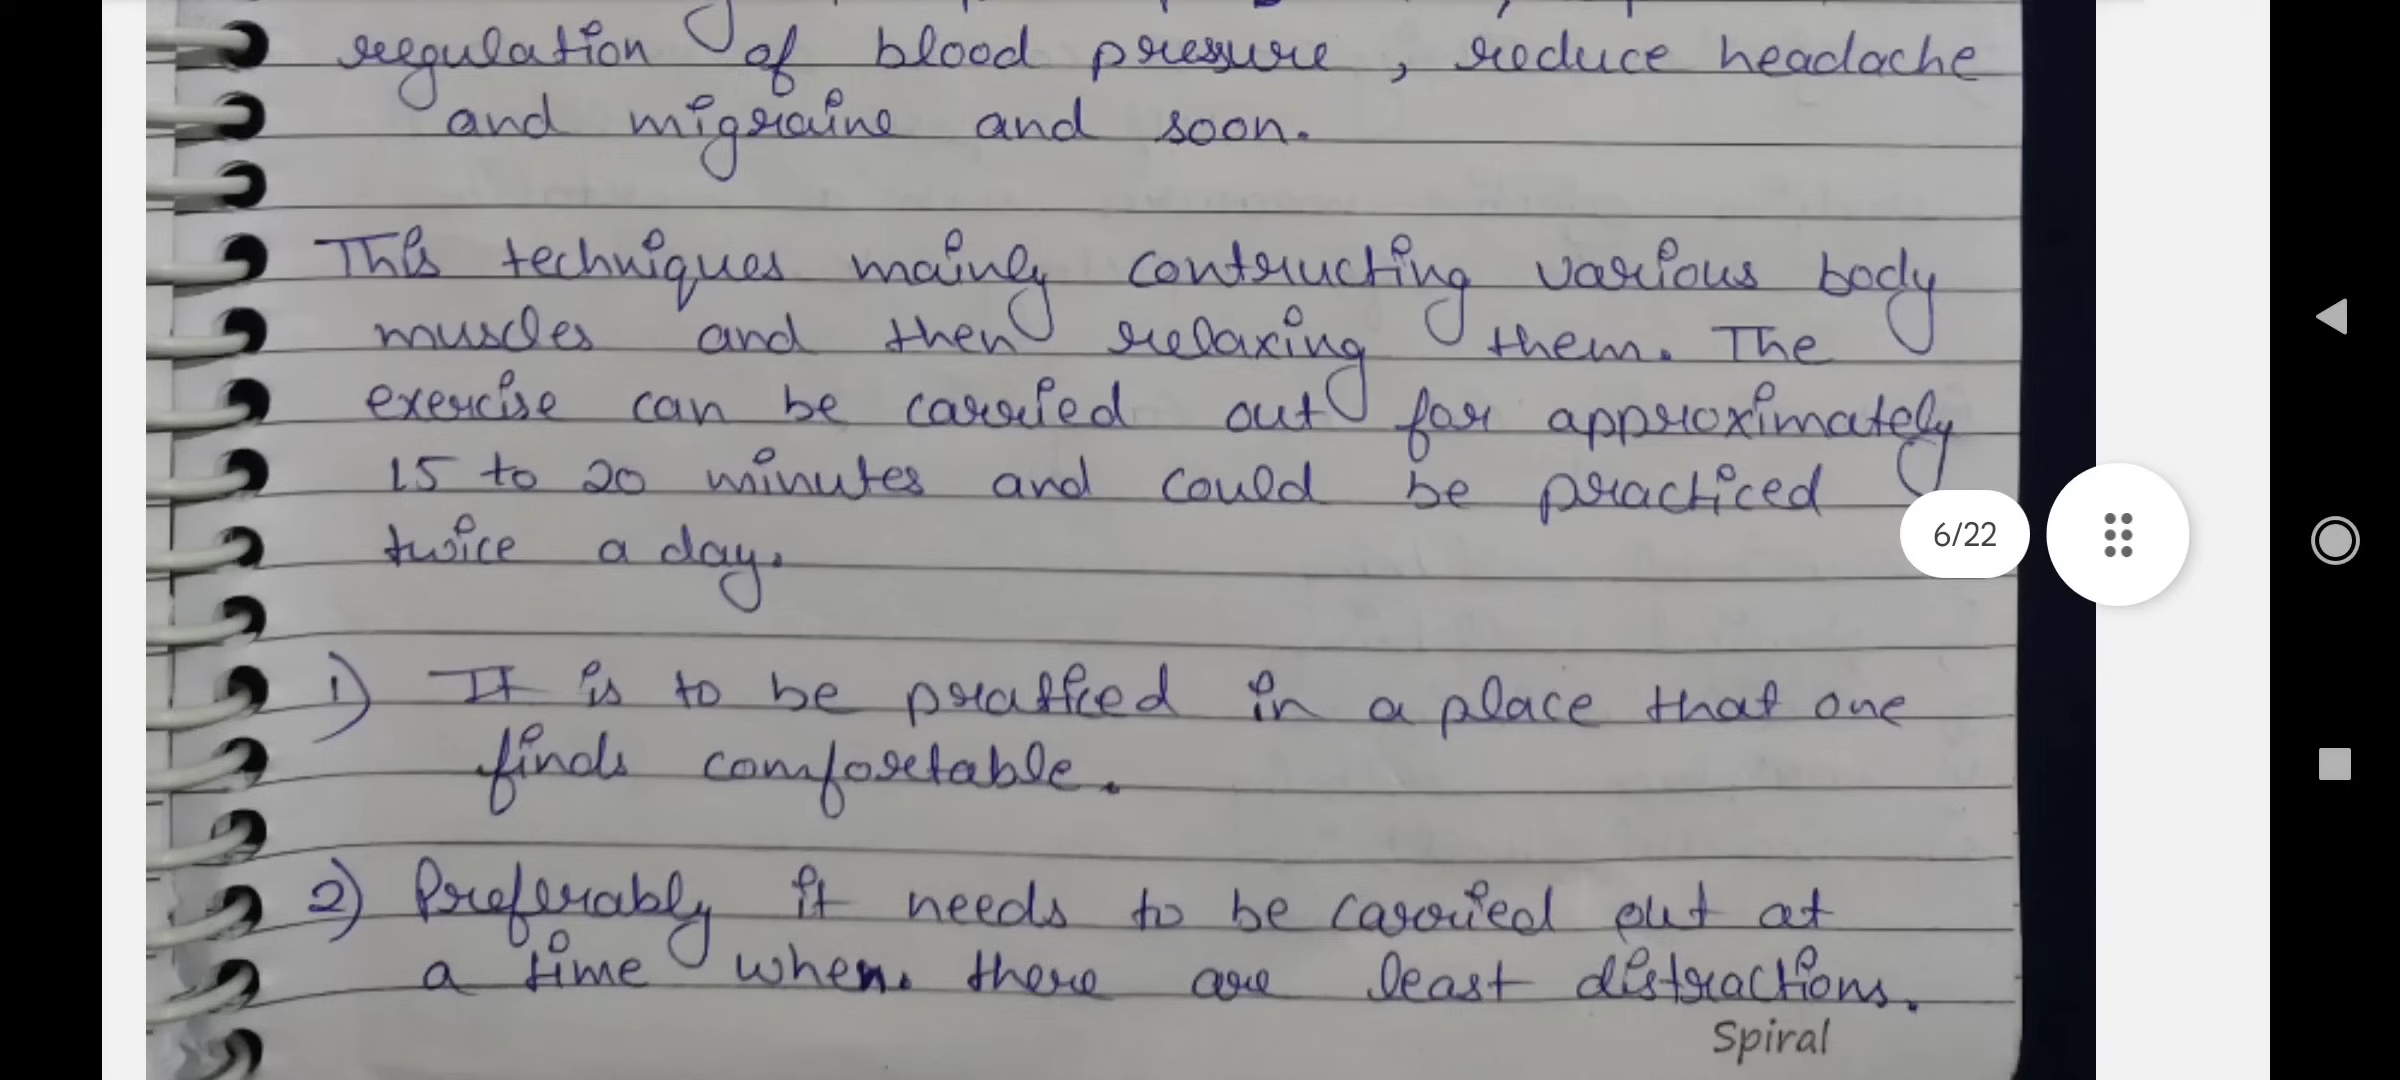 regulation of blood pressure, reduce headache
and migraine and soon.
This techniques mainly contructing various body
muscles and then relaxing them. The
exercise can be carried out for approximately
15 to 20 minutes and could be practiced
6/22
twice a day.
1) It is to be pratticed in a place that one
finds comfortable.
2) Preferably it needs to be carried out at
a time when. there are least distractions.
Spiral